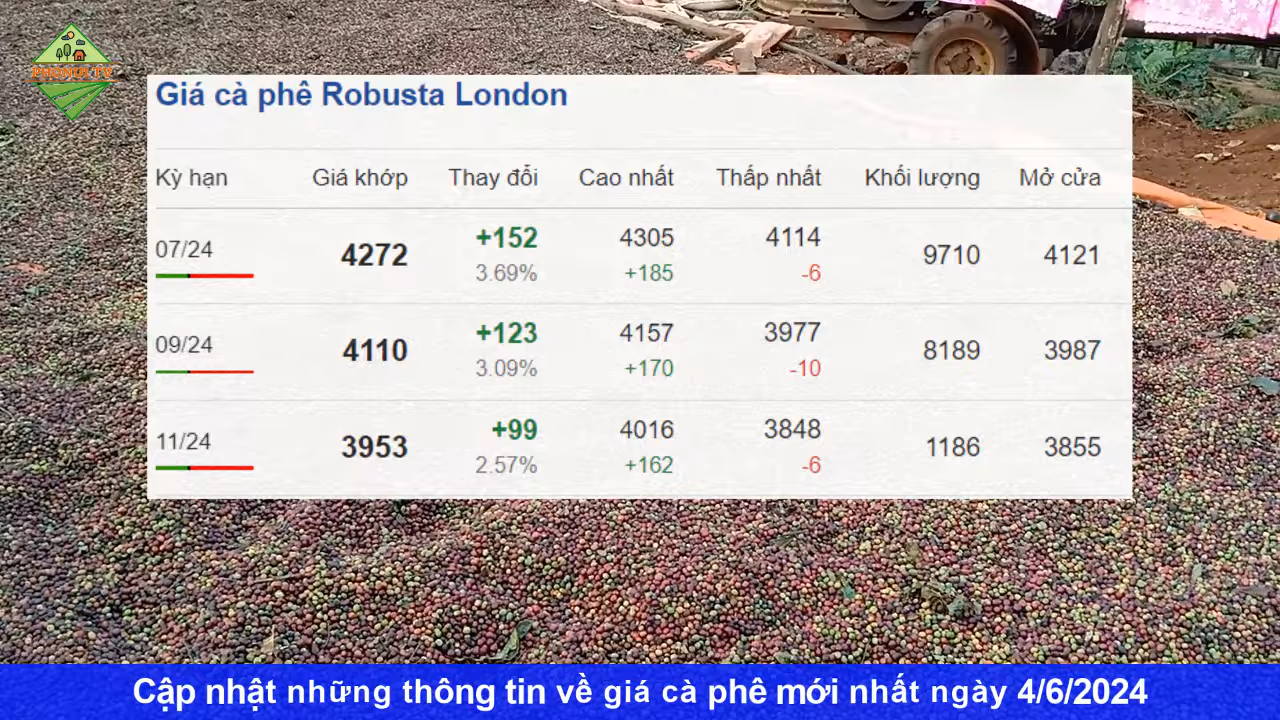 PHONUI TV
Giá cà phê Robusta London
Kỳ hạn Giá khớp Thay đổi Cao nhất Thấp nhất Khối lượng Mở cửa
07/24 4272 +152 4305 4114 9710 4121
3.69% +185 -6
09/24 4110 +123 4157 3977 8189 3987
3.09% +170 -10
11/24 3953 +99 4016 3848 1186 3855
2.57% +162 -6
Cập nhật những thông tin về giá cà phê mới nhất ngày 4/6/2024